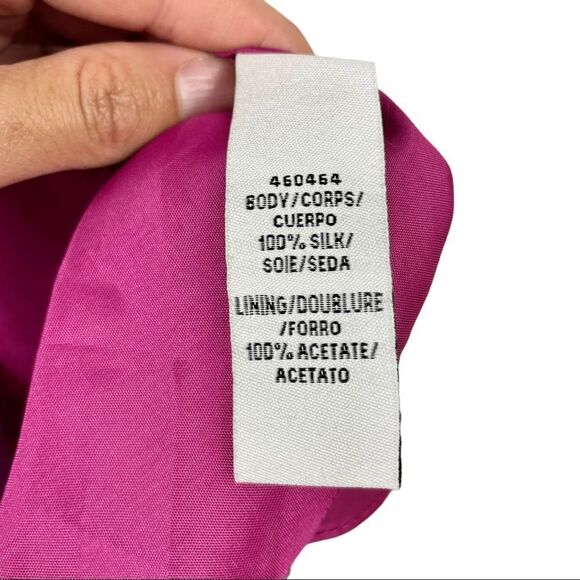 460464
BODY/CORPS/
CUERPO
100% SILK/
SOIE/SEDA
LINING/DOUBLURE
/FORRO
100% ACETATE/
ACETATO